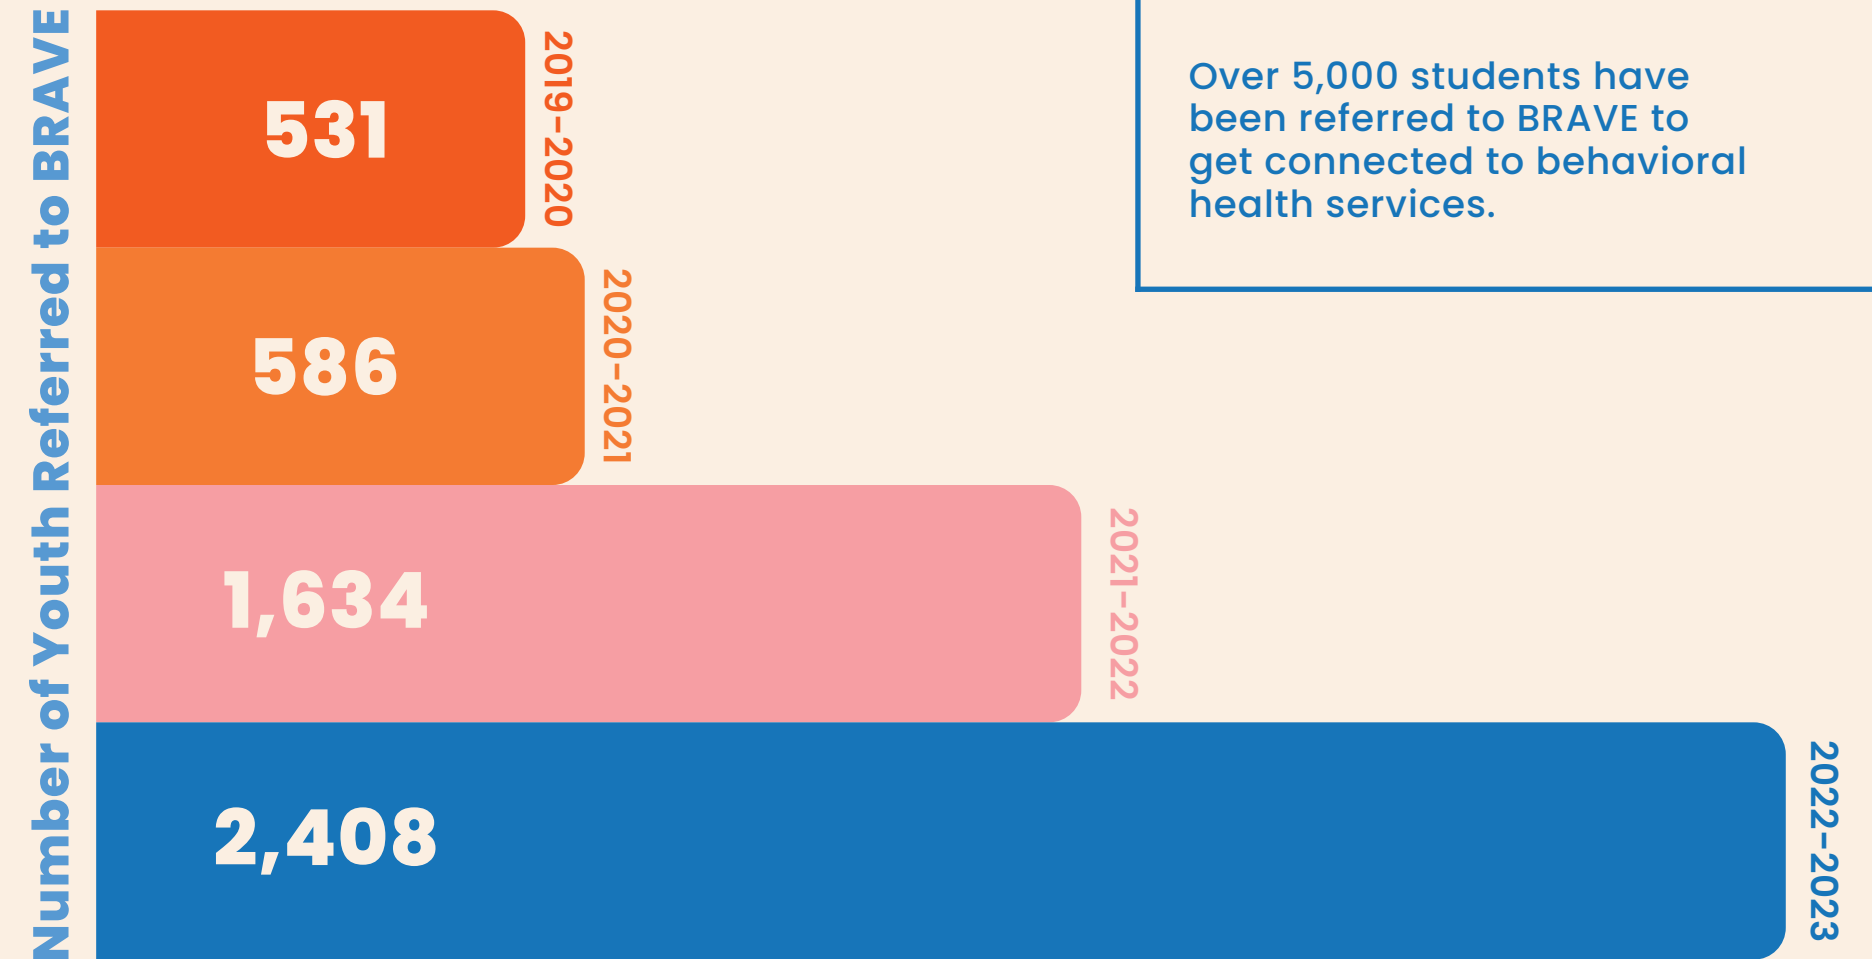 Number of Youth Referred to BRAVE
531
2019-2020
586
2020-2021
1,634
2021-2022
2,408
2022-2023
Over 5,000 students have
been referred to BRAVE to
get connected to behavioral
health services.